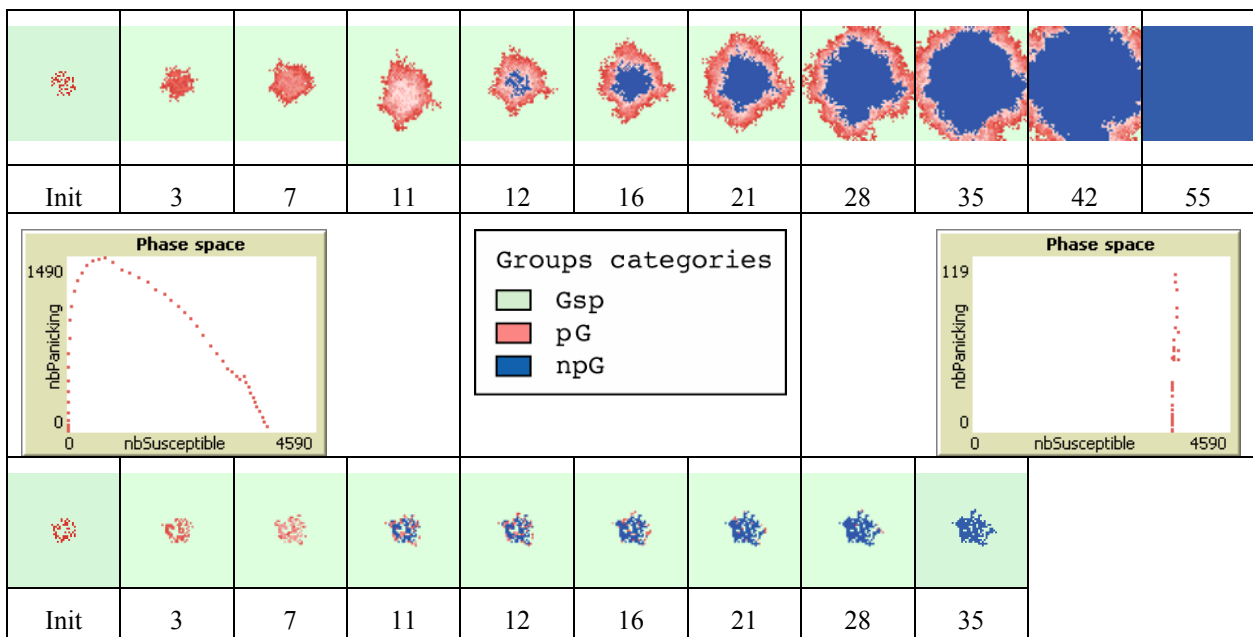 Init 3 7 11 12 16 21 28 35 42 55
Phase space
1490
nbPanicking
0
0 nbSusceptible 4590
Groups categories
Gsp
pG
npG
Phase space
119
nbPanicking
0
0 nbSusceptible 4590
Init 3 7 11 12 16 21 28 35